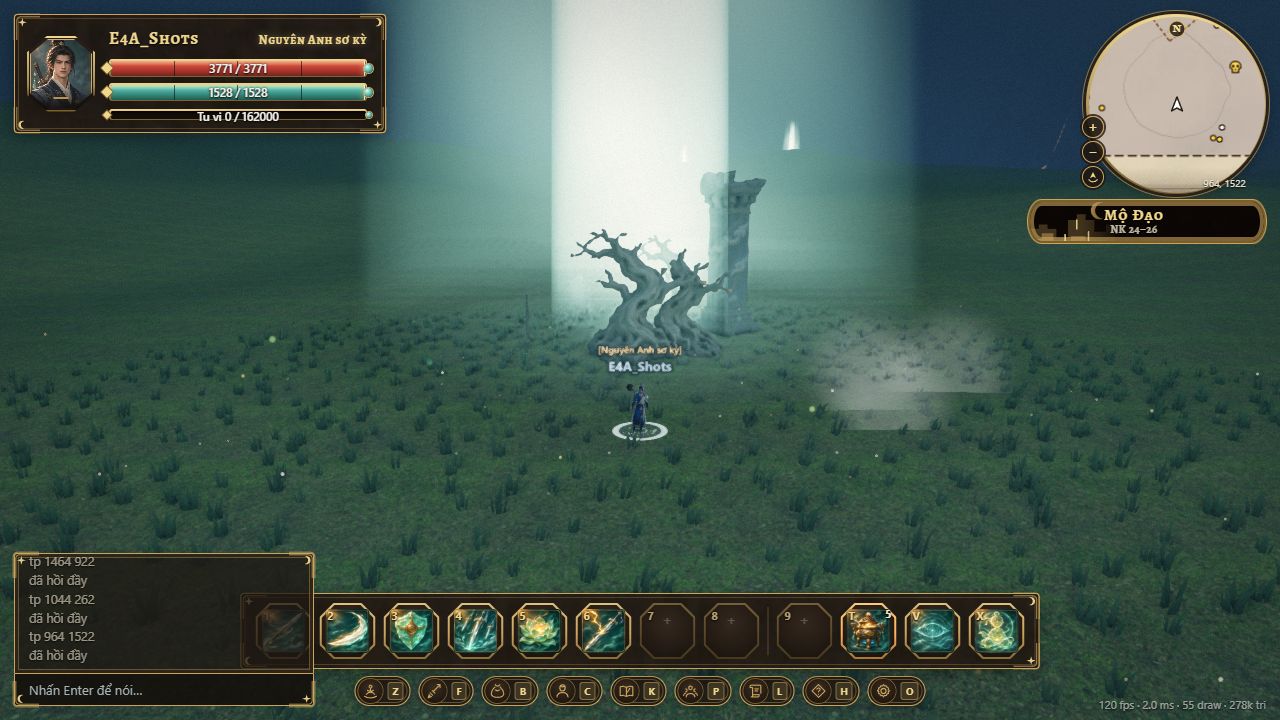 E4A_Shots
Nguyên Anh sơ kỳ
3771 / 3771
1528 / 1528
Tu vi 0 / 162000
N
+
−
964, 1522
Mộ Đạo
NK 24–26
[Nguyên Anh sơ kỳ]
E4A_Shots
tp 1464 922
đã hồi đầy
tp 1044 262
đã hồi đầy
tp 964 1522
đã hồi đầy
Nhấn Enter để nói...
1 2 3 4 5 6 7 8 9 T 5 V X
Z F B C K P L H O
120 fps · 2.0 ms · 55 draw · 278k tri